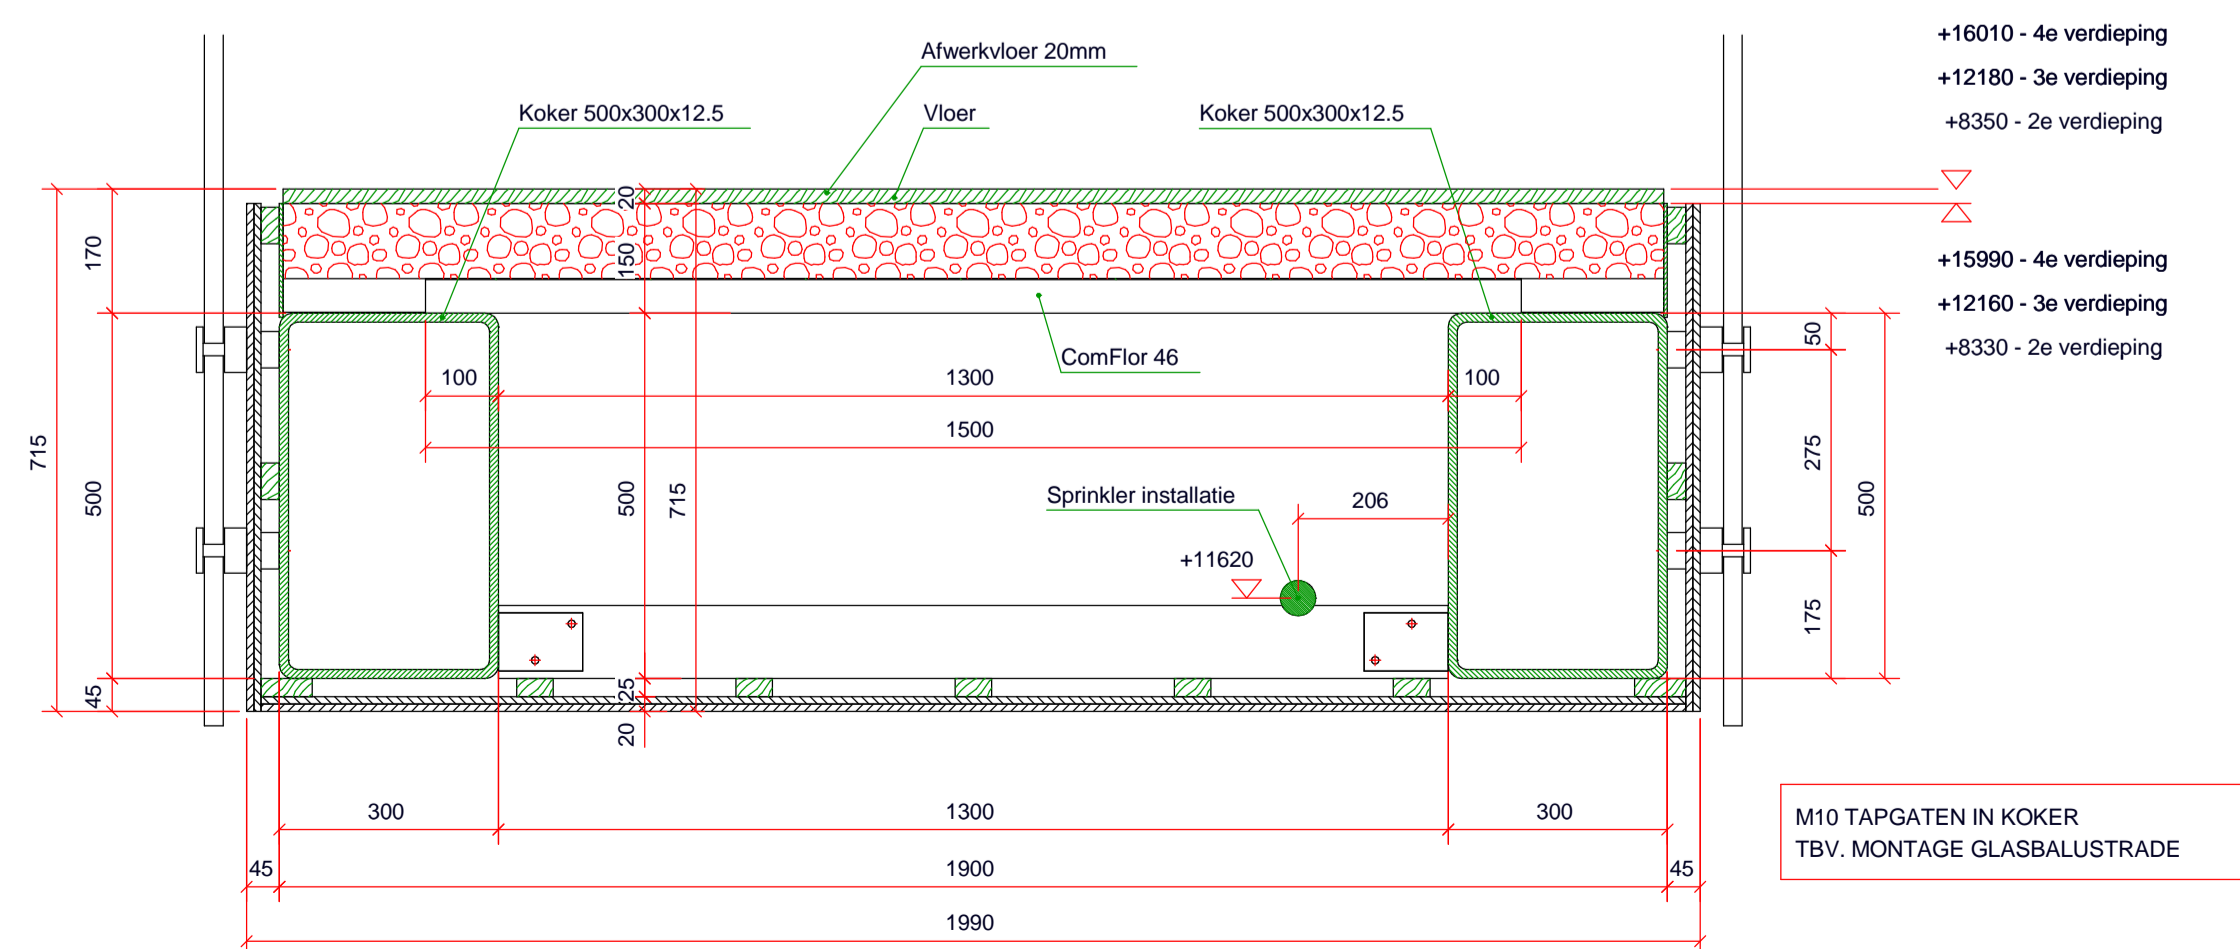 +16010 - 4e verdieping
Afwerkvloer 20mm
+12180 - 3e verdieping
Koker 500x300x12.5
Vloer
Koker 500x300x12.5
+8350 - 2e verdieping
20
170
150
+15990 - 4e verdieping
+12160 - 3e verdieping
50
+8330 - 2e verdieping
ComFlor 46
100
1300
100
1500
715
275
500
500
715
500
Sprinkler installatie
206
+11620
175
45
25
20
300
1300
300
M10 TAPGATEN IN KOKER
TBV. MONTAGE GLASBALUSTRADE
45
1900
45
1990